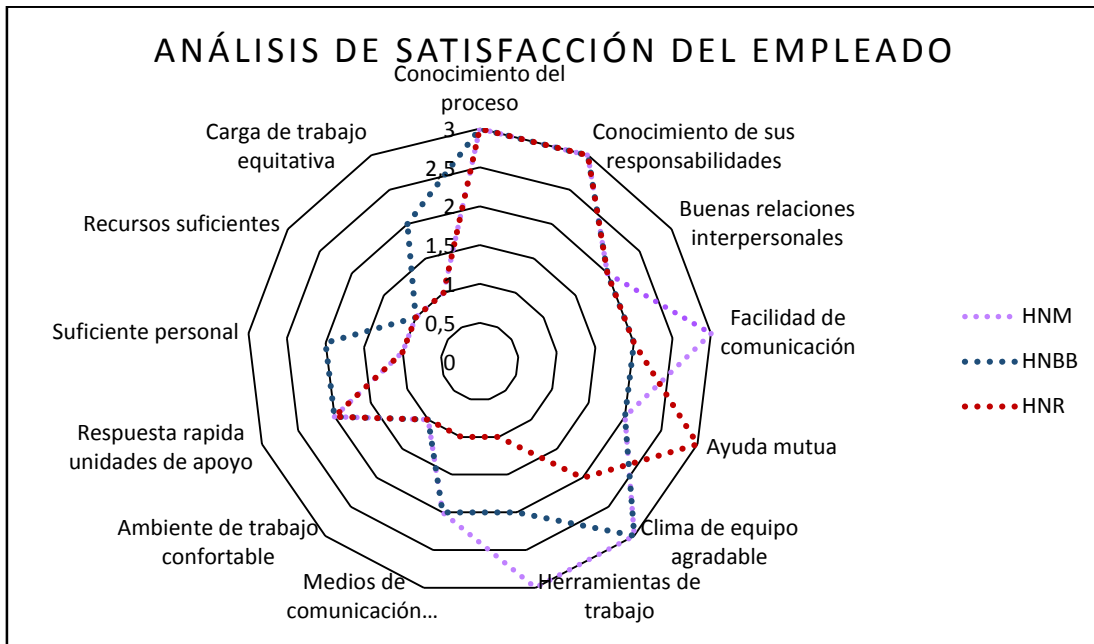 ANÁLISIS DE SATISFACCIÓN DEL EMPLEADO
Conocimiento del
proceso
Conocimiento de sus
responsabilidades
Buenas relaciones
interpersonales
Facilidad de
comunicación
Ayuda mutua
Clima de equipo
agradable
Herramientas de
trabajo
Medios de
comunicación…
Ambiente de trabajo
confortable
Respuesta rapida
unidades de apoyo
Suficiente personal
Recursos suficientes
Carga de trabajo
equitativa
3
2,5
2
1,5
1
0,5
0
HNM
HNBB
HNR